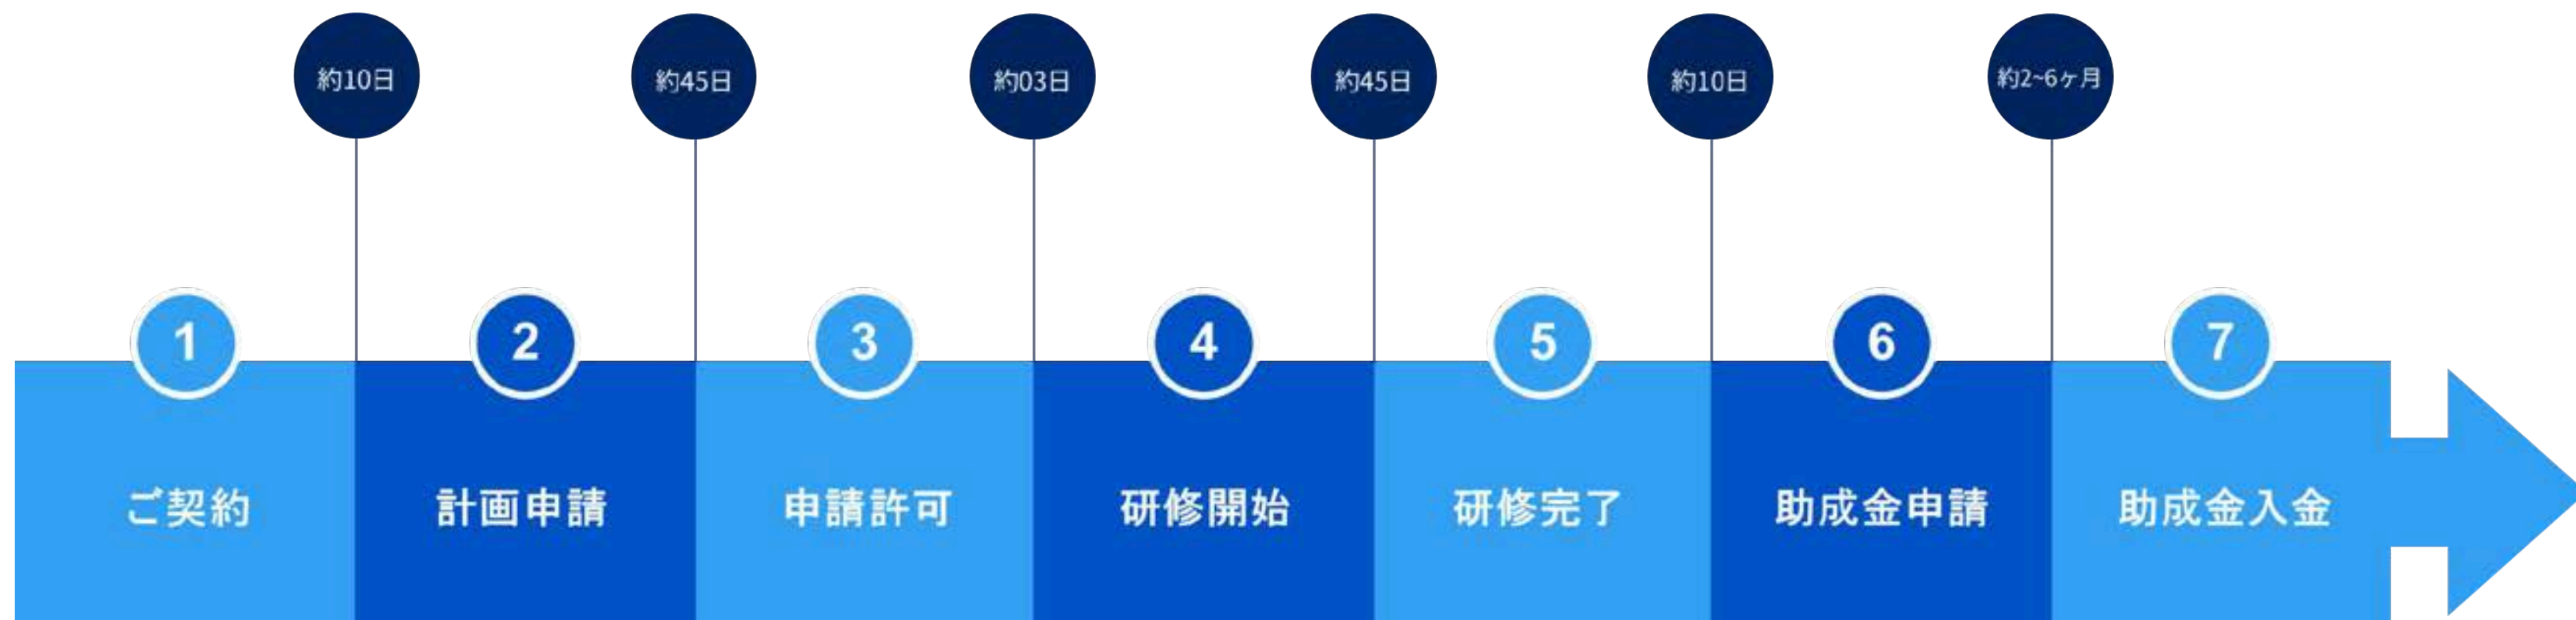 約10日
約45日
約03日
約45日
約10日
約2~6ヶ月
1
2
3
4
5
6
7
ご契約
計画申請
申請許可
研修開始
研修完了
助成金申請
助成金入金